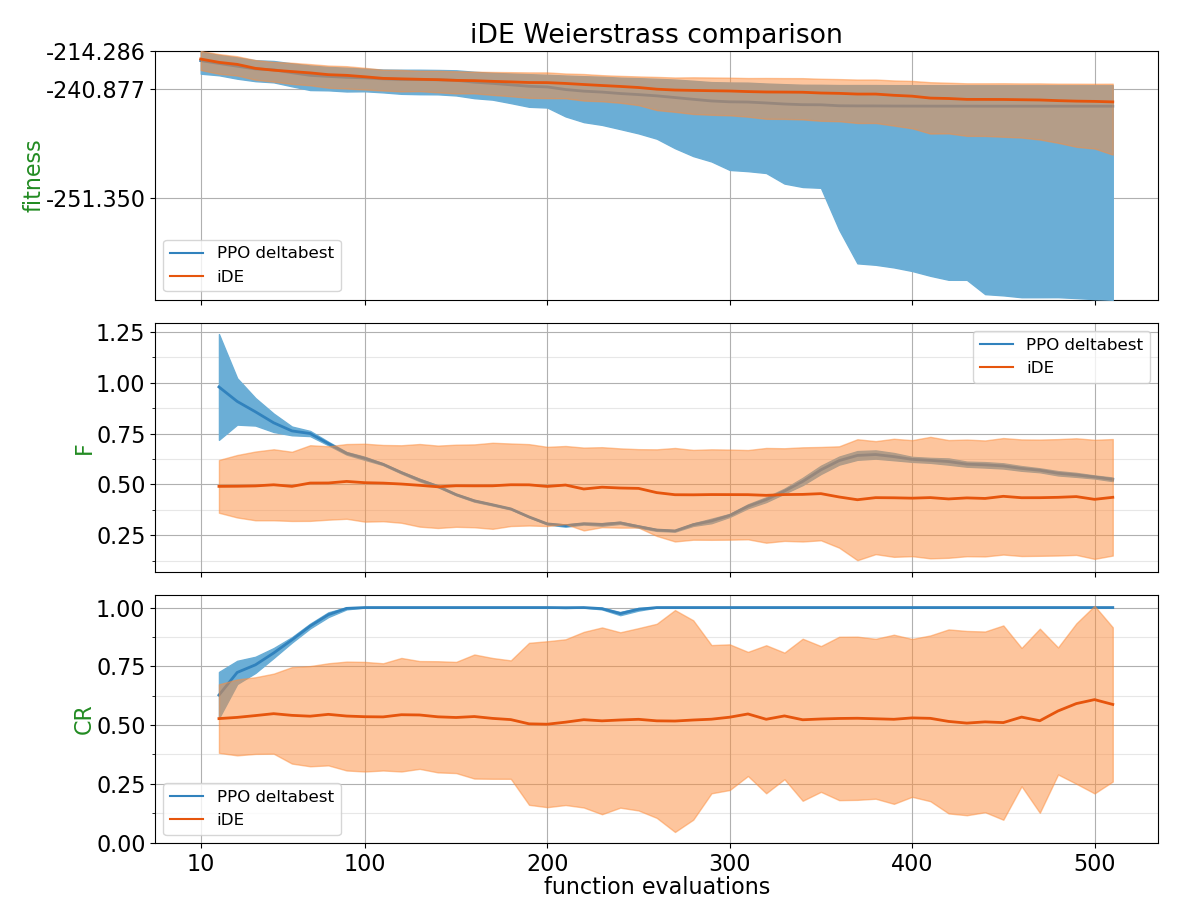 iDE Weierstrass comparison
-214.286
-240.877
-251.350
fitness
PPO deltabest
iDE
1.25
1.00
0.75
0.50
0.25
F
PPO deltabest
iDE
1.00
0.75
0.50
0.25
0.00
CR
PPO deltabest
iDE
10 100 200 300 400 500
function evaluations